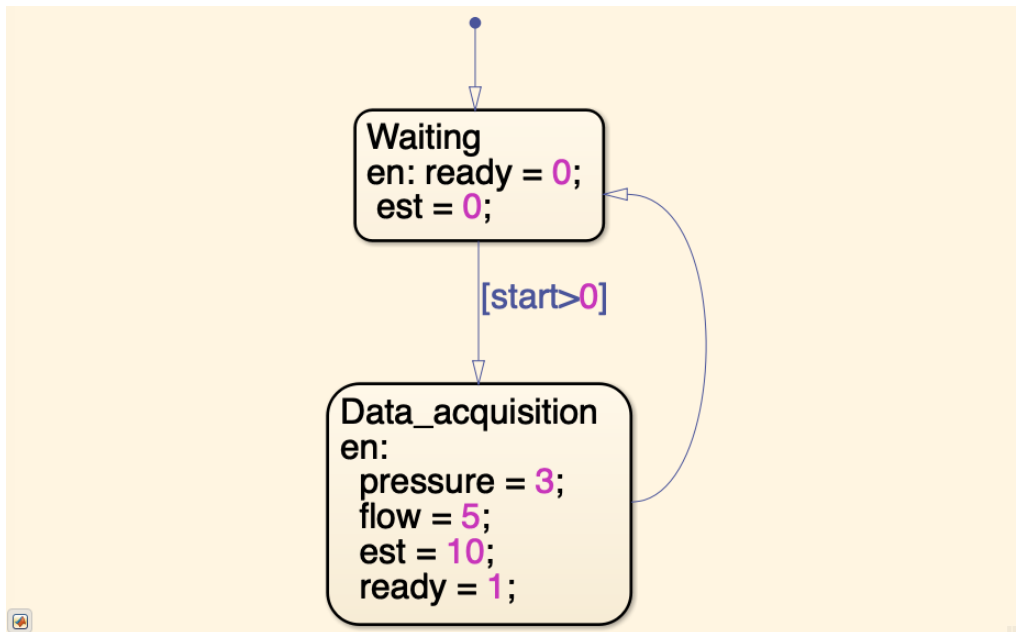 Waiting
en: ready = 0;
est = 0;
[start>0]
Data_acquisition
en:
pressure = 3;
flow = 5;
est = 10;
ready = 1;